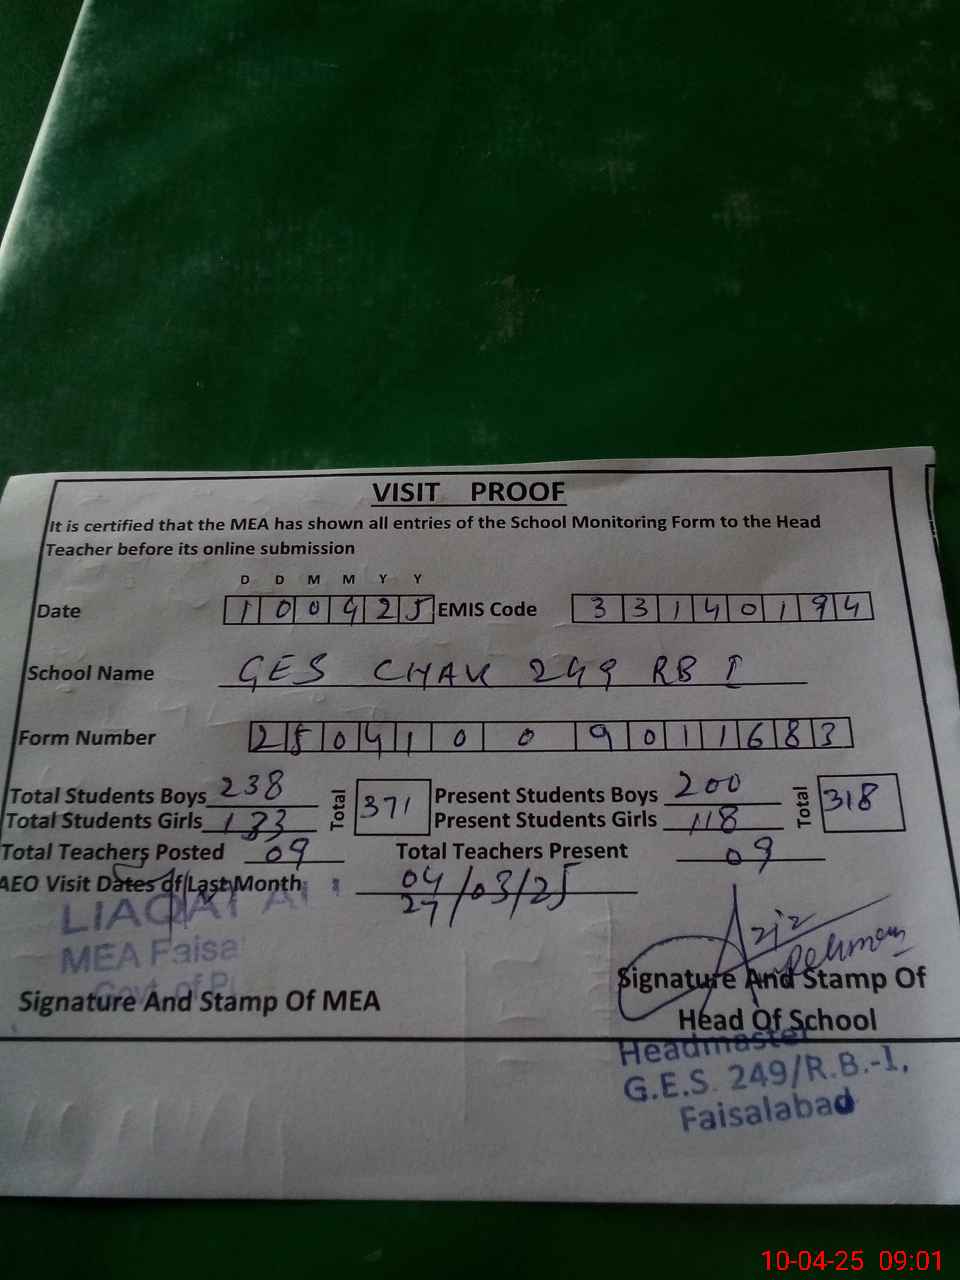 VISIT PROOF
It is certified that the MEA has shown all entries of the School Monitoring Form to the Head
Teacher before its online submission
D D M M Y Y
Date 1 0 0 4 2 5 EMIS Code 3 3 1 4 0 1 9 4
School Name GES CHAK 249 RB I
Form Number 2 5 0 4 1 0 0 9 0 1 1 6 8 3
Total Students Boys 238 Total 371 Present Students Boys 200 Total 318
Total Students Girls 133 Present Students Girls 118
Total Teachers Posted 09 Total Teachers Present 09
AEO Visit Dates of Last Month : 04
27 /03/25
LIAQAT
MEA Faisa
Govt. of P
Aziz
Rehman
Signature And Stamp Of MEA
Signature And Stamp Of
Head Of School
Headmaster
G.E.S. 249/R.B.-1,
Faisalabad
10-04-25 09:01